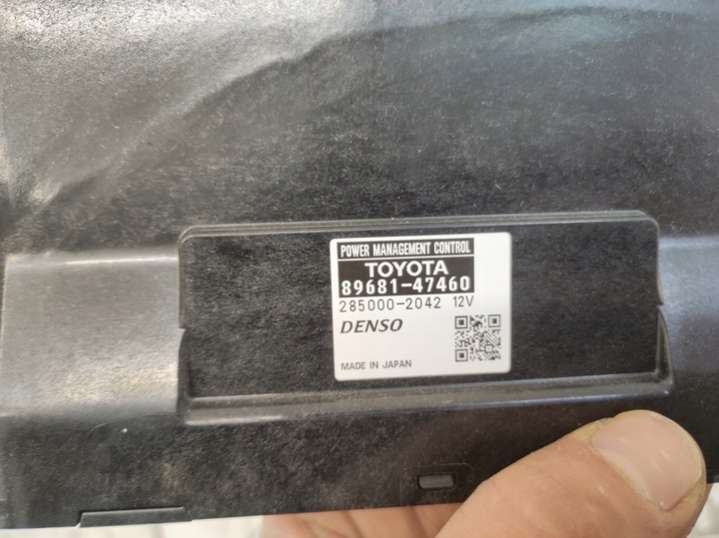 POWER MANAGEMENT CONTROL
TOYOTA
89681-47460
285000-2042 12V
DENSO
MADE IN JAPAN